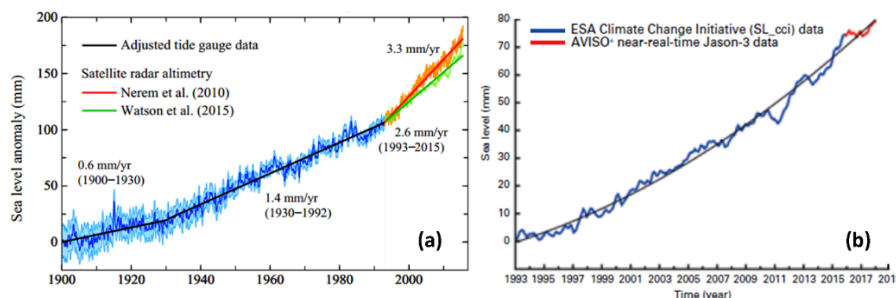 Adjusted tide gauge data
Satellite radar altimetry
Nerem et al. (2010)
Watson et al. (2015)
3.3 mm/yr
2.6 mm/yr
(1993−2015)
0.6 mm/yr
(1900−1930)
1.4 mm/yr
(1930−1992)
(a)
Sea level anomaly (mm)
200
150
100
50
0
1900
1920
1940
1960
1980
2000
ESA Climate Change Initiative (SL_cci) data
AVISO+ near-real-time Jason-3 data
(b)
Sea level (mm)
80
70
60
50
40
30
20
10
0
1993 1995 1997 1999 2001 2003 2005 2007 2009 2011 2013 2015 2017 201
Time (year)